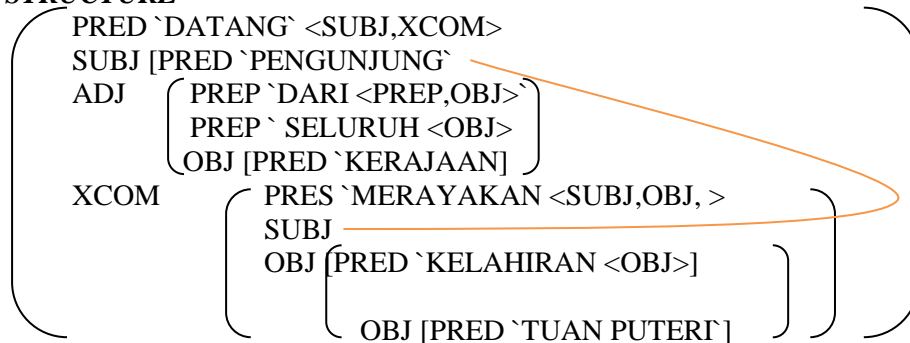 STRUCTURE
PRED `DATANG` <SUBJ,XCOM>
SUBJ [PRED `PENGUNJUNG`
ADJ PREP `DARI <PREP,OBJ>`
PREP ` SELURUH <OBJ>
OBJ [PRED `KERAJAAN]
XCOM PRES `MERAYAKAN <SUBJ,OBJ, >
SUBJ
OBJ [PRED `KELAHIRAN <OBJ>]
OBJ [PRED `TUAN PUTERI`]